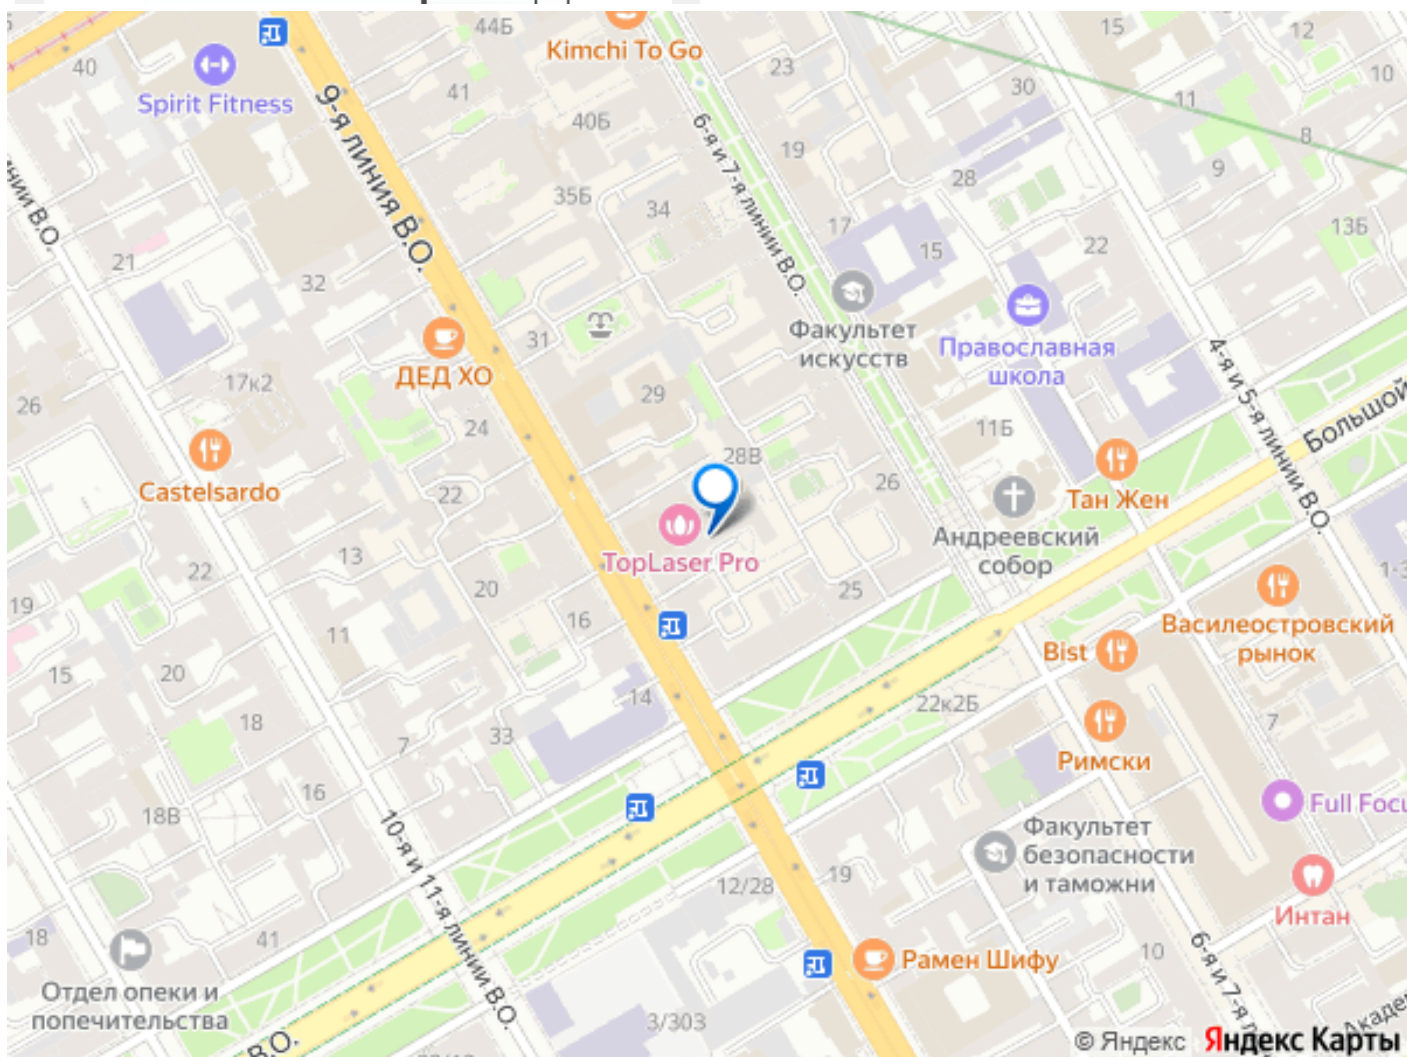 44Б
15
12
Kimchi To Go
40
Spirit Fitness
41
23
30
10
11
9-я линия В.О.
40Б
6-я и 7-я линии В.О.
19
8
9
35Б
34
28
13Б
17
15
22
21
32
31
Факультет
искусств
Православная
школа
4-я и 5-я линии В.О.
Большой
ДЕД ХО
17к2
29
26
24
11Б
28В
26
Castelsardo
22
Тан Жен
Андреевский
собор
13
TopLaser Pro
22
20
25
19
16
11
Василеостровский
рынок
Bist
15
20
14
22к2Б
18
7
33
7
Римски
16
18В
Full Focu
10-я и 11-я линии В.О.
Факультет
безопасности
и таможни
12/28
19
Интан
18
41
Рамен Шифу
10
6-я и 7-я
Отдел опеки и
попечительства
3/303
В.О.
Акаде
© Яндекс Яндекс Карты